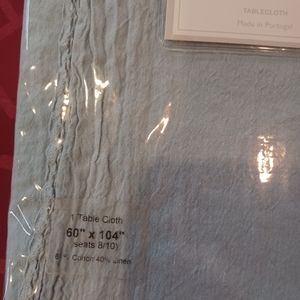 TABLECLOTH
Made in Portugal
1 Table Cloth
60" x 104"
(seats 8/10)
Cotton 40% Linen